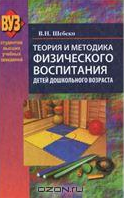 ВУЗ
студентам
высших
учебных
заведений
В.Н. Шебеко
ТЕОРИЯ И МЕТОДИКА
ФИЗИЧЕСКОГО
ВОСПИТАНИЯ
ДЕТЕЙ ДОШКОЛЬНОГО ВОЗРАСТА
OZON.RU